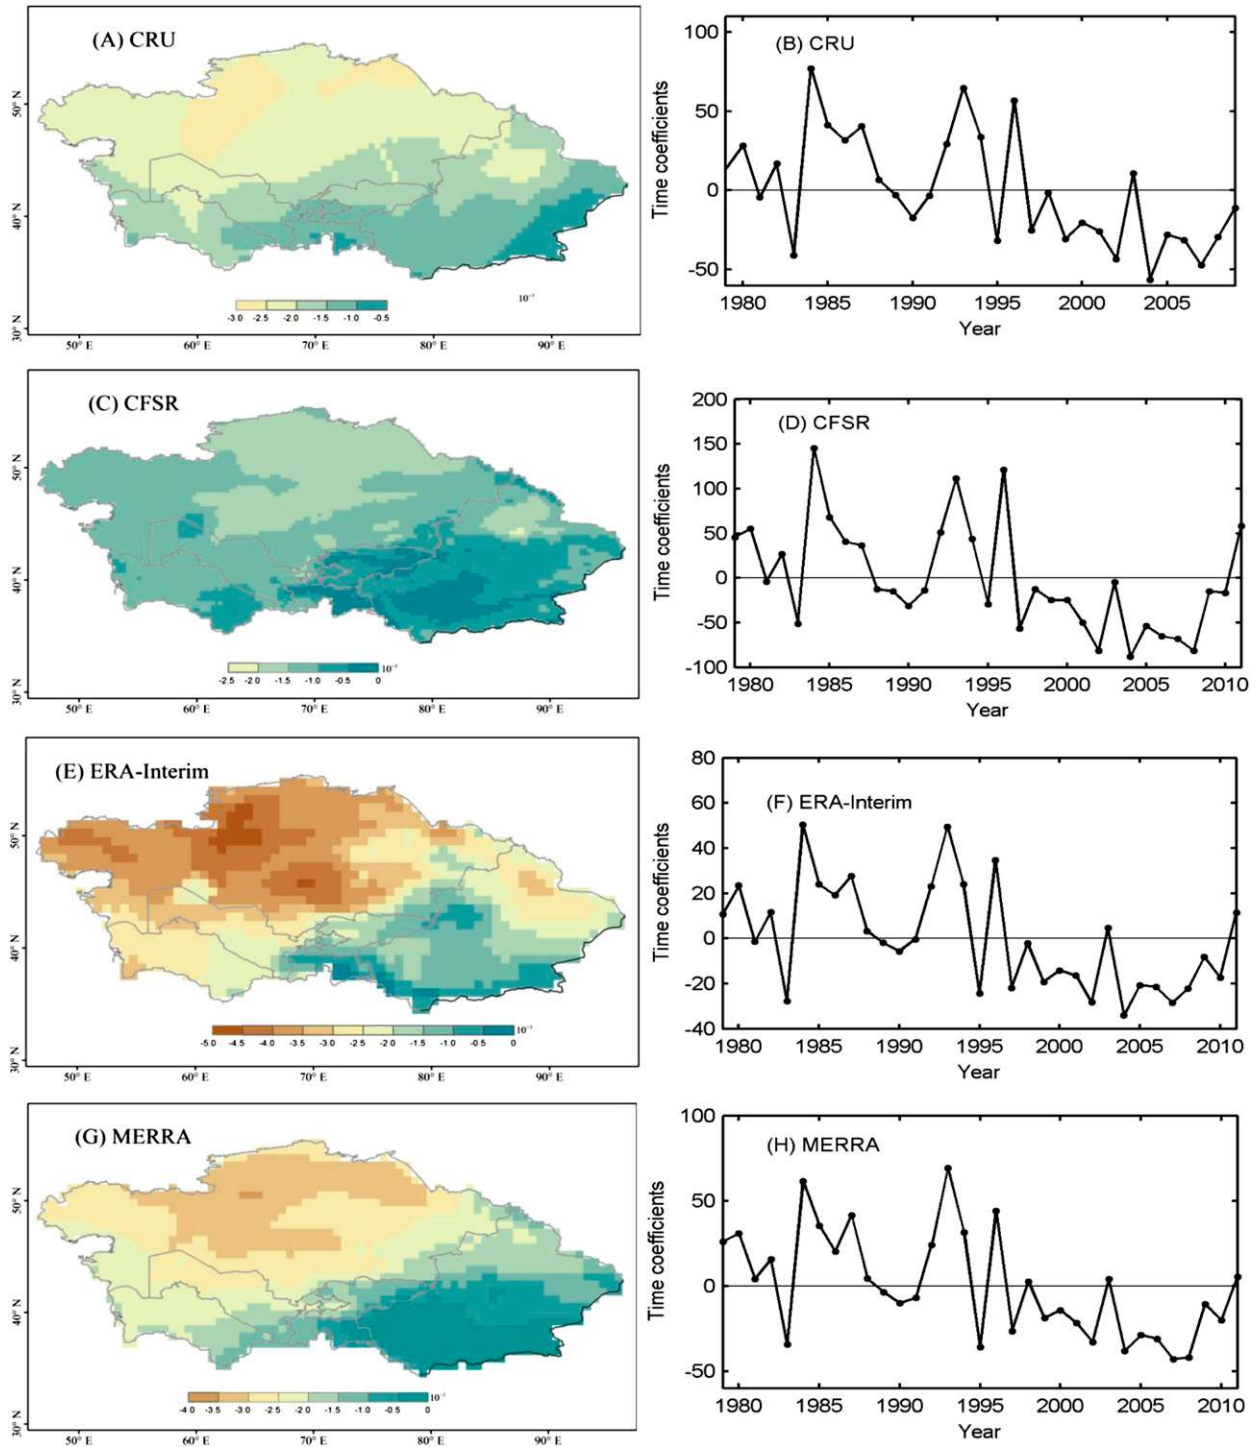 (A) CRU
50° N
40° N
30° N
10⁻¹
-3.0 -2.5 -2.0 -1.5 -1.0 -0.5
50° E 60° E 70° E 80° E 90° E
(B) CRU
Time coefficients
100
50
0
-50
1980 1985 1990 1995 2000 2005
Year
(C) CFSR
50° N
40° N
30° N
10⁻¹
-2.5 -2.0 -1.5 -1.0 -0.5 0
50° E 60° E 70° E 80° E 90° E
(D) CFSR
Time coefficients
200
150
100
50
0
-50
-100
1980 1985 1990 1995 2000 2005 2010
Year
(E) ERA-Interim
50° N
40° N
30° N
10⁻¹
-5.0 -4.5 -4.0 -3.5 -3.0 -2.5 -2.0 -1.5 -1.0 -0.5 0
50° E 60° E 70° E 80° E 90° E
(F) ERA-Interim
Time coefficients
80
60
40
20
0
-20
-40
1980 1985 1990 1995 2000 2005 2010
Year
(G) MERRA
50° N
40° N
30° N
10⁻¹
-4.0 -3.5 -3.0 -2.5 -2.0 -1.5 -1.0 -0.5 0
50° E 60° E 70° E 80° E 90° E
(H) MERRA
Time coefficients
100
50
0
-50
1980 1985 1990 1995 2000 2005 2010
Year